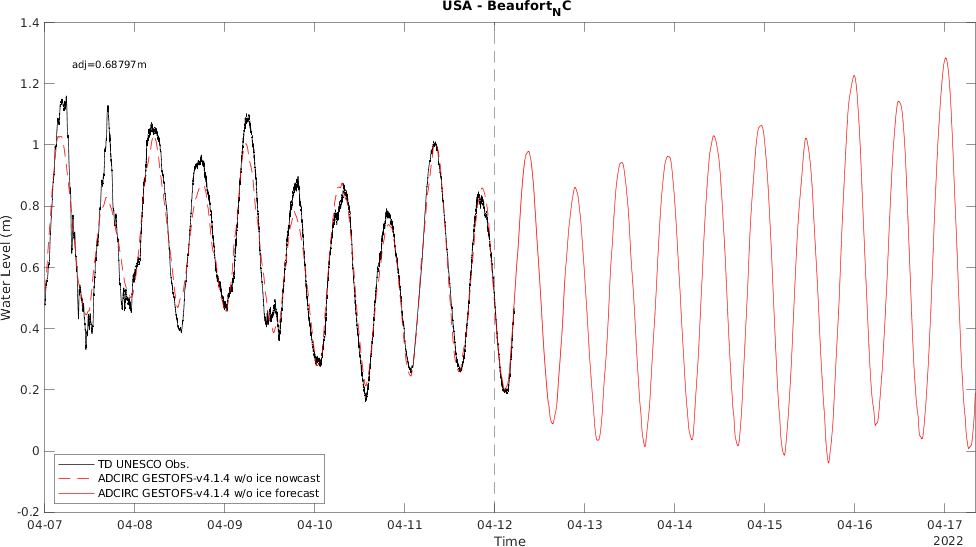 USA - Beaufort_NC
1.4
adj=0.68797m
1.2
1
0.8
0.6
0.4
0.2
0
-0.2
Water Level (m)
TD UNESCO Obs.
ADCIRC GESTOFS-v4.1.4 w/o ice nowcast
ADCIRC GESTOFS-v4.1.4 w/o ice forecast
04-07 04-08 04-09 04-10 04-11 04-12 04-13 04-14 04-15 04-16 04-17
Time
2022